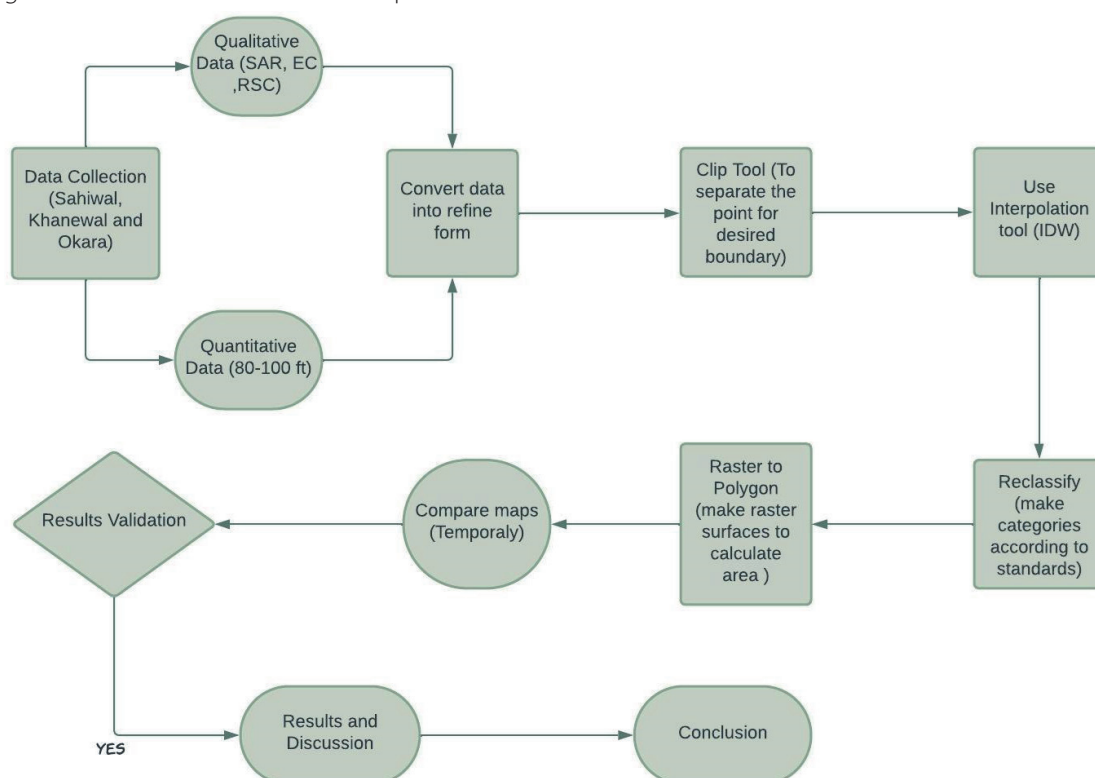 Qualitative
Data (SAR, EC
,RSC)
Data Collection
(Sahiwal,
Khanewal and
Okara)
Quantitative
Data (80-100 ft)
Convert data
into refine
form
Clip Tool (To
separate the
point for
desired
boundary)
Use
Interpolation
tool (IDW)
Reclassify
(make
categories
according to
standards)
Raster to
Polygon
(make raster
surfaces to
calculate
area )
Compare maps
(Temporaly)
Results Validation
YES
Results and
Discussion
Conclusion